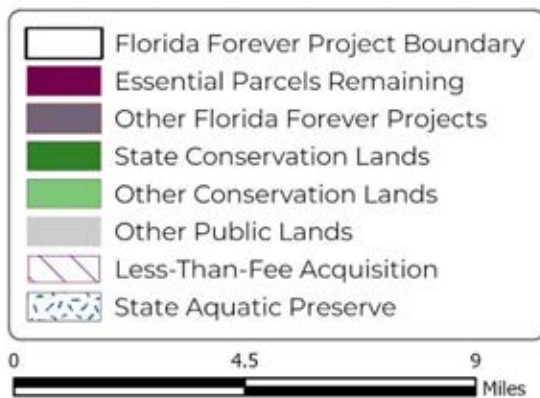 Florida Forever Project Boundary
Essential Parcels Remaining
Other Florida Forever Projects
State Conservation Lands
Other Conservation Lands
Other Public Lands
Less-Than-Fee Acquisition
State Aquatic Preserve
0 4.5 9
Miles